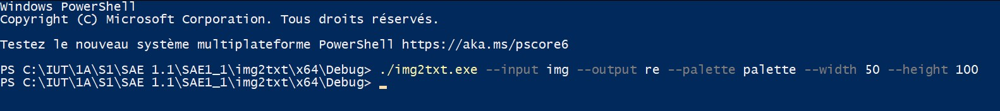 Windows PowerShell
Copyright (C) Microsoft Corporation. Tous droits réservés.
Testez le nouveau système multiplateforme PowerShell https://aka.ms/pscore6
PS C:\IUT\1A\S1\SAE 1.1\SAE1_1\img2txt\x64\Debug> ./img2txt.exe --input img --output re --palette palette --width 50 --height 100
PS C:\IUT\1A\S1\SAE 1.1\SAE1_1\img2txt\x64\Debug>